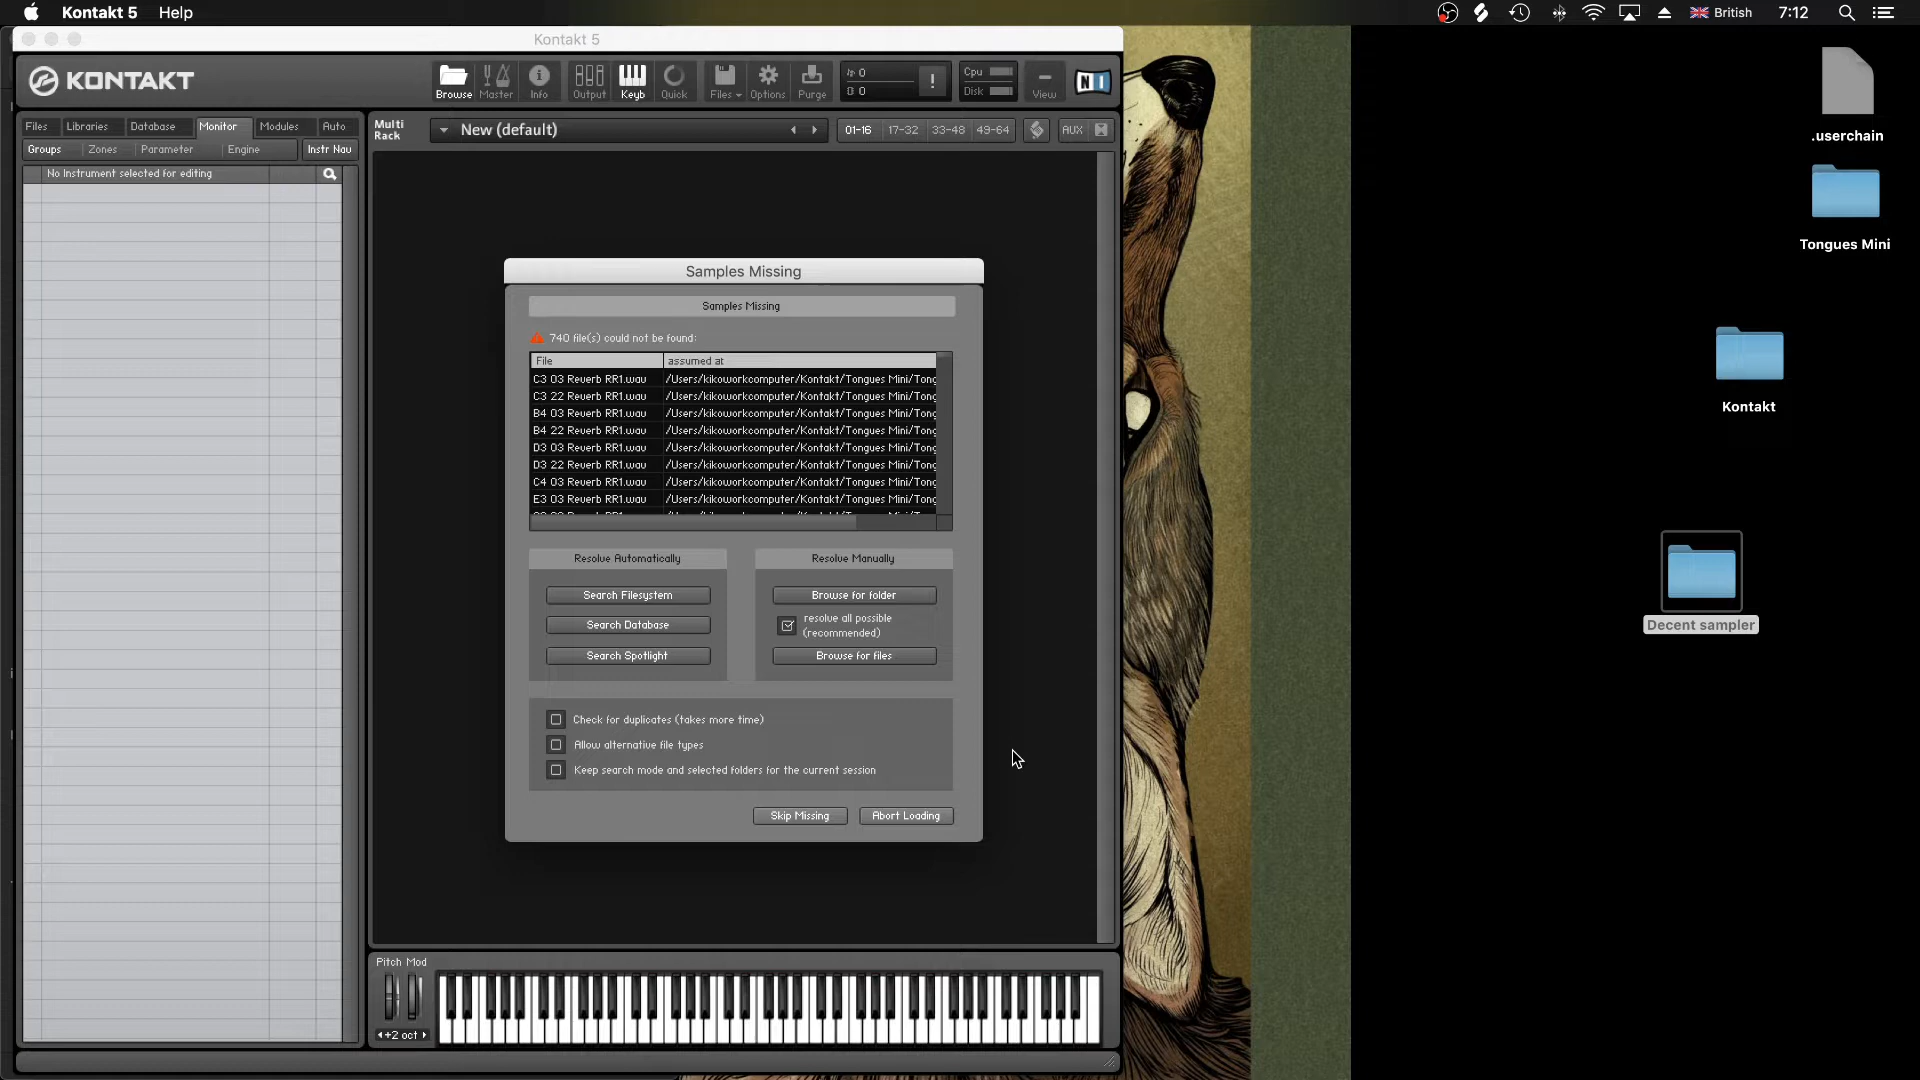 Kontakt 5 Help
British 7:12
Kontakt 5
KONTAKT
Browse Master Info Output Keyb Quick Files Options Purge
0
0
!
Cpu
Disk
View
NI
Files Libraries Database Monitor Modules Auto
Groups Zones Parameter Engine Instr Nav
No Instrument selected for editing
Multi
Rack
New (default)
01-16 17-32 33-48 49-64
AUX
Samples Missing
Samples Missing
740 file(s) could not be found:
File assumed at
C3 03 Reverb RR1.wav /Users/kikoworkcomputer/Kontakt/Tongues Mini/Tong
C3 22 Reverb RR1.wav /Users/kikoworkcomputer/Kontakt/Tongues Mini/Tong
B4 03 Reverb RR1.wav /Users/kikoworkcomputer/Kontakt/Tongues Mini/Tong
B4 22 Reverb RR1.wav /Users/kikoworkcomputer/Kontakt/Tongues Mini/Tong
D3 03 Reverb RR1.wav /Users/kikoworkcomputer/Kontakt/Tongues Mini/Tong
D3 22 Reverb RR1.wav /Users/kikoworkcomputer/Kontakt/Tongues Mini/Tong
C4 03 Reverb RR1.wav /Users/kikoworkcomputer/Kontakt/Tongues Mini/Tong
E3 03 Reverb RR1.wav /Users/kikoworkcomputer/Kontakt/Tongues Mini/Tong
Resolve Automatically
Search Filesystem
Search Database
Search Spotlight
Resolve Manually
Browse for folder
resolve all possible
(recommended)
Browse for files
Check for duplicates (takes more time)
Allow alternative file types
Keep search mode and selected folders for the current session
Skip Missing
Abort Loading
Pitch Mod
+2 oct
.userchain
Tongues Mini
Kontakt
Decent sampler